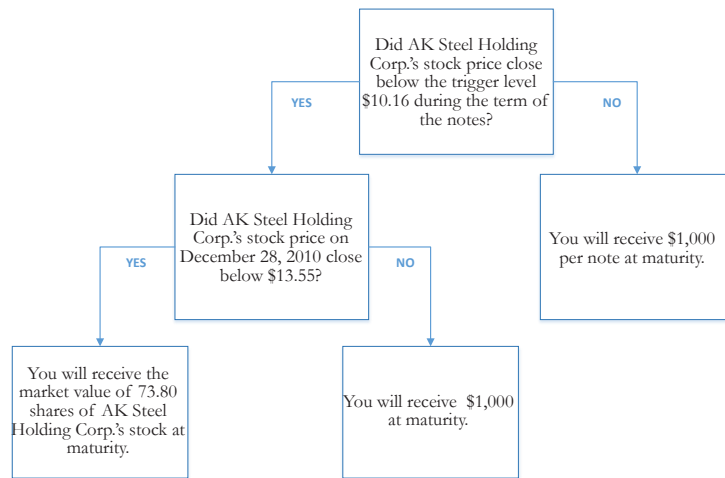 Did AK Steel Holding
Corp.'s stock price close
below the trigger level
$10.16 during the term of
the notes?
YES
NO
Did AK Steel Holding
Corp.'s stock price on
December 28, 2010 close
below $13.55?
You will receive $1,000
per note at maturity.
YES
NO
You will receive the
market value of 73.80
shares of AK Steel
Holding Corp.'s stock at
maturity.
You will receive $1,000
at maturity.